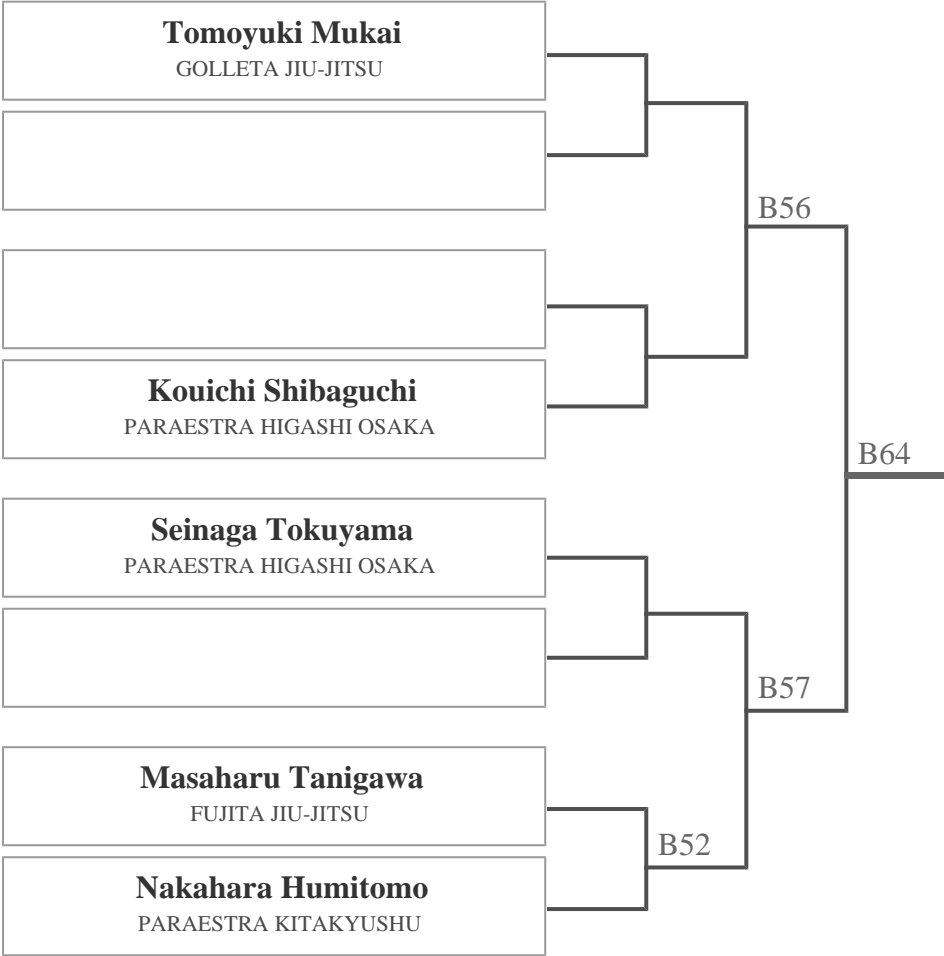 Tomoyuki Mukai
GOLLETA JIU-JITSU
B56
Kouichi Shibaguchi
PARAESTRA HIGASHI OSAKA
B64
Seinaga Tokuyama
PARAESTRA HIGASHI OSAKA
B57
Masaharu Tanigawa
FUJITA JIU-JITSU
B52
Nakahara Humitomo
PARAESTRA KITAKYUSHU